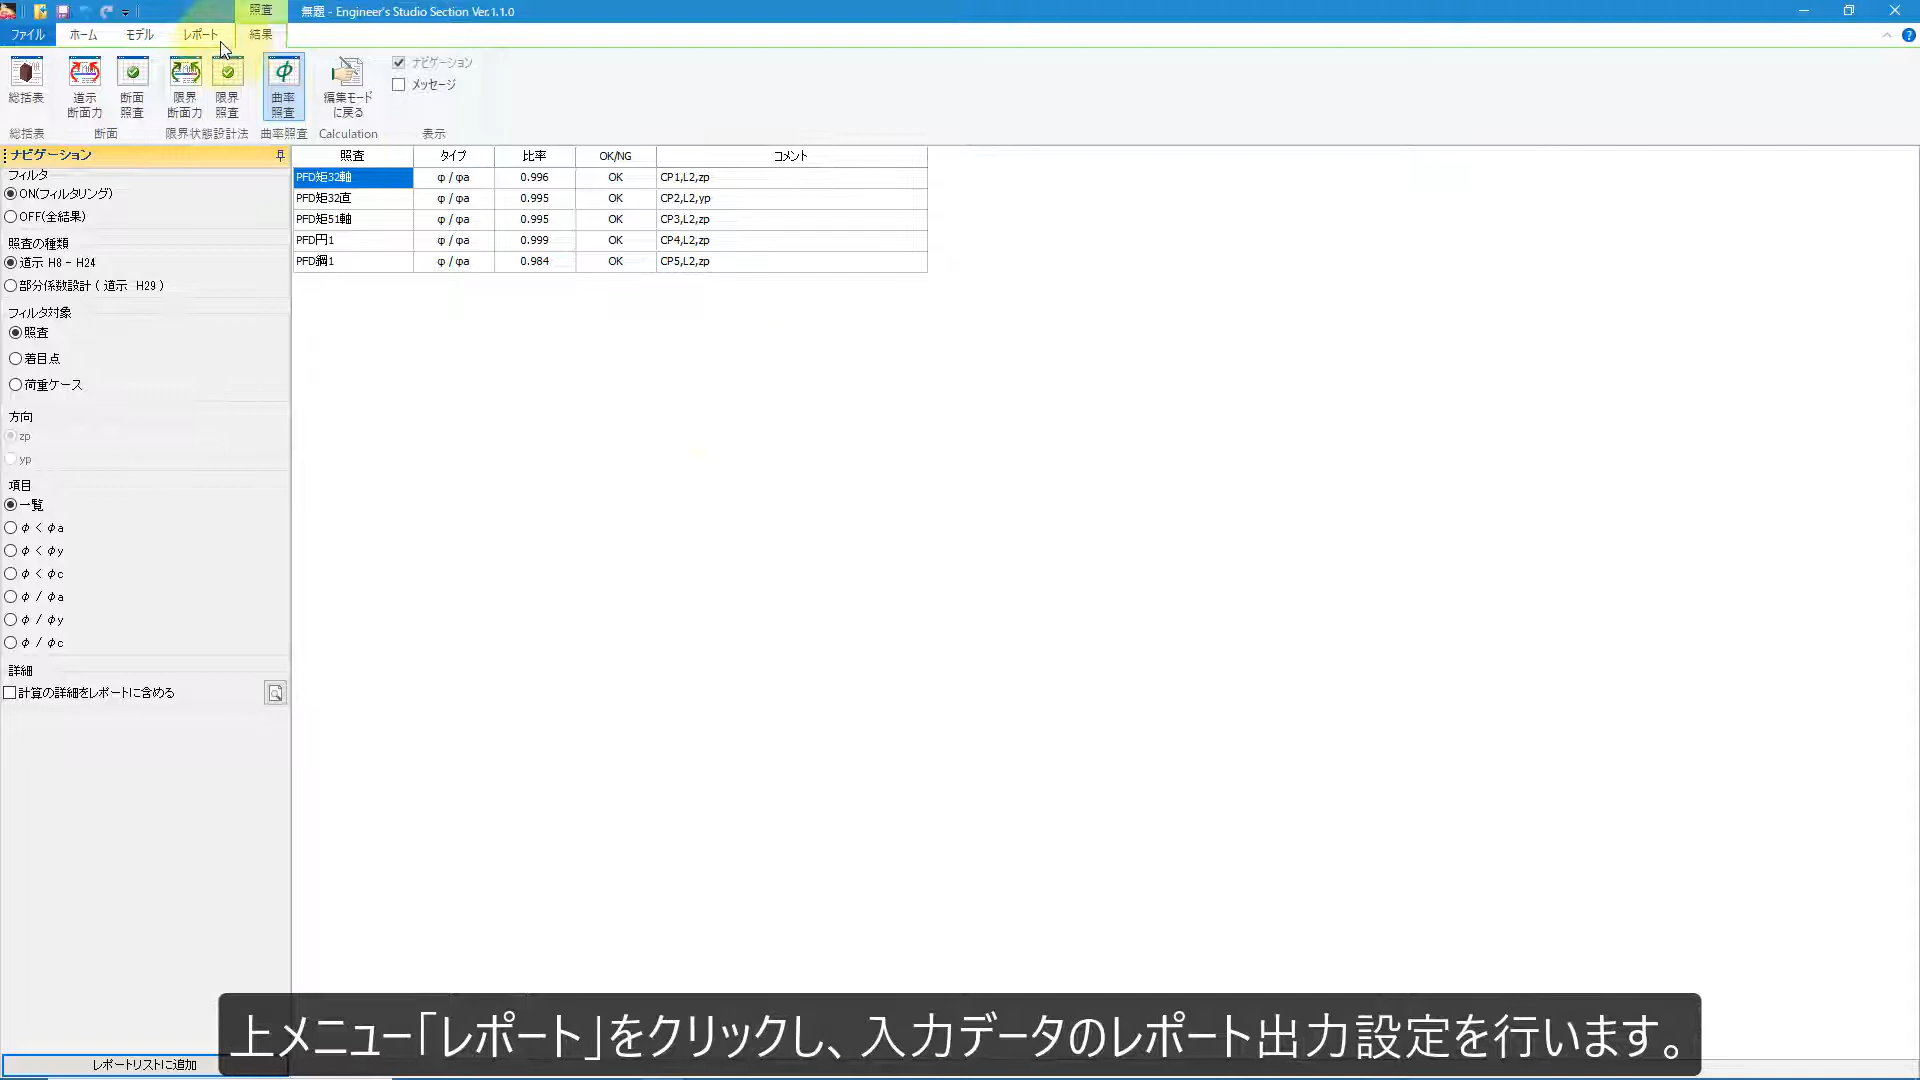 照査
無題 - Engineer's Studio Section Ver.1.1.0
ファイル ホーム モデル レポート 結果
総括表
道示
断面力
断面
照査
限界
断面力
限界
照査
曲率
照査
編集モード
に戻る
ナビゲーション
メッセージ
総括表 断面 限界状態設計法 曲率照査 Calculation 表示
ナビゲーション
フィルタ
ON(フィルタリング)
OFF(全結果)
照査の種類
道示 H8 - H24
部分係数設計 ( 道示 H29 )
フィルタ対象
照査
着目点
荷重ケース
方向
zp
yp
項目
一覧
φ < φa
φ < φy
φ < φc
φ / φa
φ / φy
φ / φc
詳細
計算の詳細をレポートに含める
レポートリストに追加
照査 タイプ 比率 OK/NG コメント
PFD矩32軸 φ / φa 0.996 OK CP1,L2,zp
PFD矩32直 φ / φa 0.995 OK CP2,L2,yp
PFD矩51軸 φ / φa 0.995 OK CP3,L2,zp
PFD円1 φ / φa 0.999 OK CP4,L2,zp
PFD鋼1 φ / φa 0.984 OK CP5,L2,zp
上メニュー「レポート」をクリックし、入力データのレポート出力設定を行います。